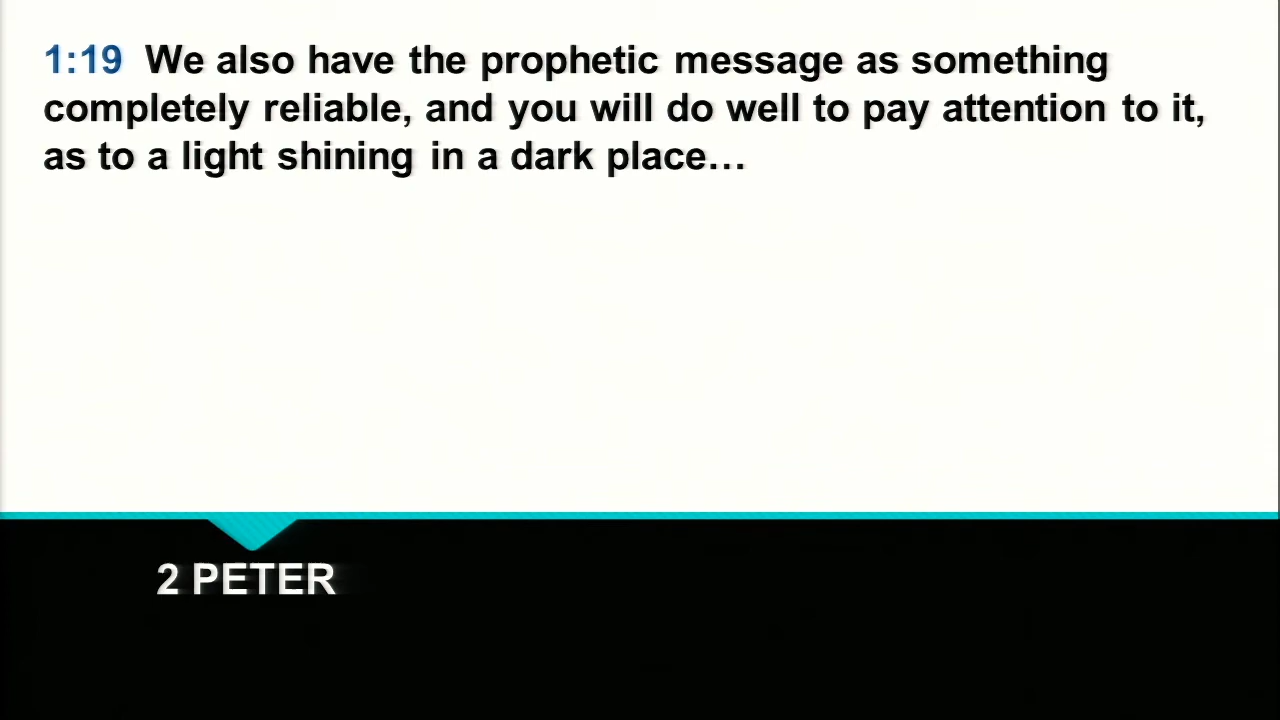 1:19 We also have the prophetic message as something
completely reliable, and you will do well to pay attention to it,
as to a light shining in a dark place…
2 PETER